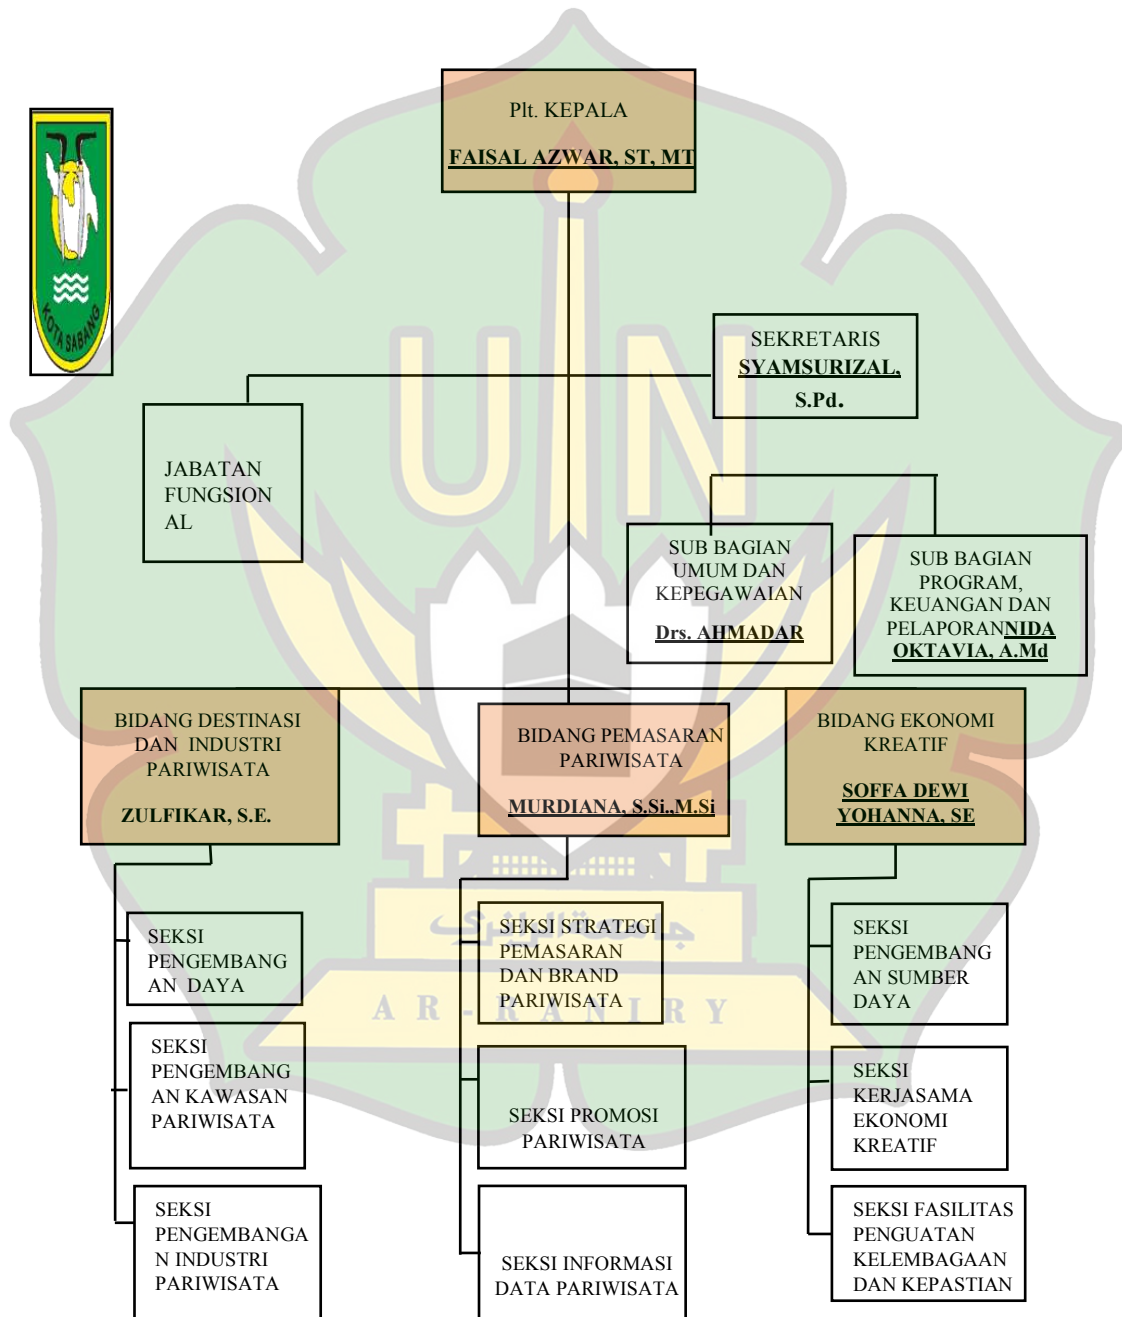 Plt. KEPALA
FAISAL AZWAR, ST, MT
KOTA SABANG
SEKRETARIS
SYAMSURIZAL,
S.Pd.
JABATAN
FUNGSION
AL
SUB BAGIAN
UMUM DAN
KEPEGAWAIAN
Drs. AHMADAR
SUB BAGIAN
PROGRAM,
KEUANGAN DAN
PELAPORANNIDA
OKTAVIA, A.Md
UIN
BIDANG DESTINASI
DAN INDUSTRI
PARIWISATA
ZULFIKAR, S.E.
BIDANG PEMASARAN
PARIWISATA
MURDIANA, S.Si.,M.Si
BIDANG EKONOMI
KREATIF
SOFFA DEWI
YOHANNA, SE
SEKSI
PENGEMBANG
AN DAYA
SEKSI
PENGEMBANG
AN KAWASAN
PARIWISATA
SEKSI
PENGEMBANGA
N INDUSTRI
PARIWISATA
SEKSI STRATEGI
PEMASARAN
DAN BRAND
PARIWISATA
SEKSI PROMOSI
PARIWISATA
SEKSI INFORMASI
DATA PARIWISATA
SEKSI
PENGEMBANG
AN SUMBER
DAYA
SEKSI
KERJASAMA
EKONOMI
KREATIF
SEKSI FASILITAS
PENGUATAN
KELEMBAGAAN
DAN KEPASTIAN
جامعة الرانري
AR-RANIRY